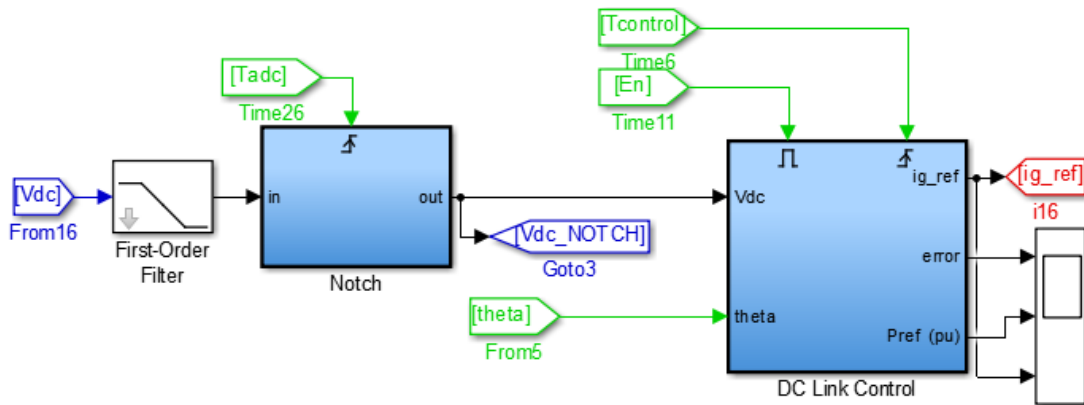 [Tcontrol]
Time6
[Tadc]
Time26
[En]
Time11
[Vdc]
From16
First-Order
Filter
in
out
Notch
[Vdc_NOTCH]
Goto3
[theta]
From5
Vdc
theta
ig_ref
error
Pref (pu)
DC Link Control
[ig_ref]
i16